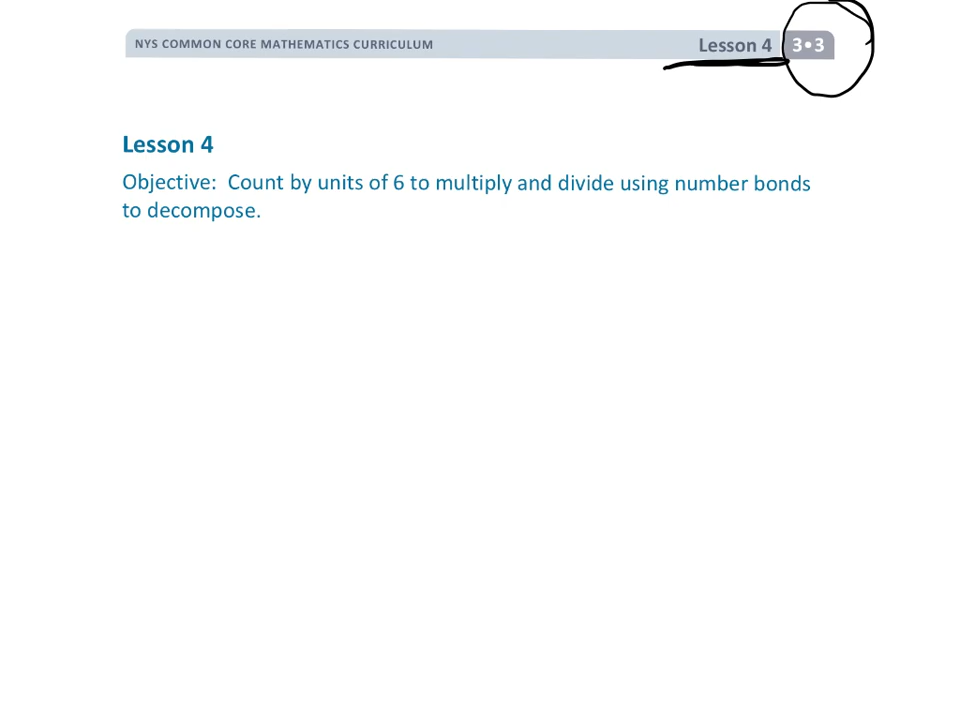 NYS COMMON CORE MATHEMATICS CURRICULUM Lesson 4 3•3
Lesson 4
Objective: Count by units of 6 to multiply and divide using number bonds
to decompose.